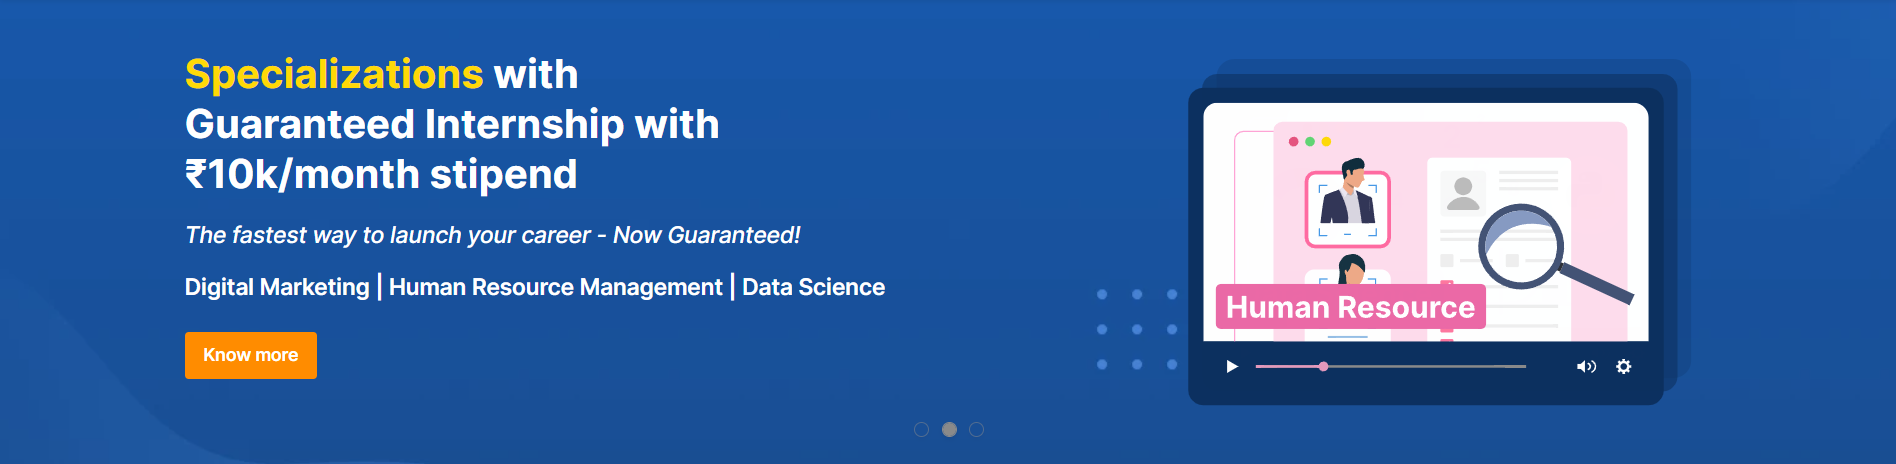 Specializations with
Guaranteed Internship with
₹10k/month stipend
The fastest way to launch your career - Now Guaranteed!
Digital Marketing | Human Resource Management | Data Science
Know more
Human Resource